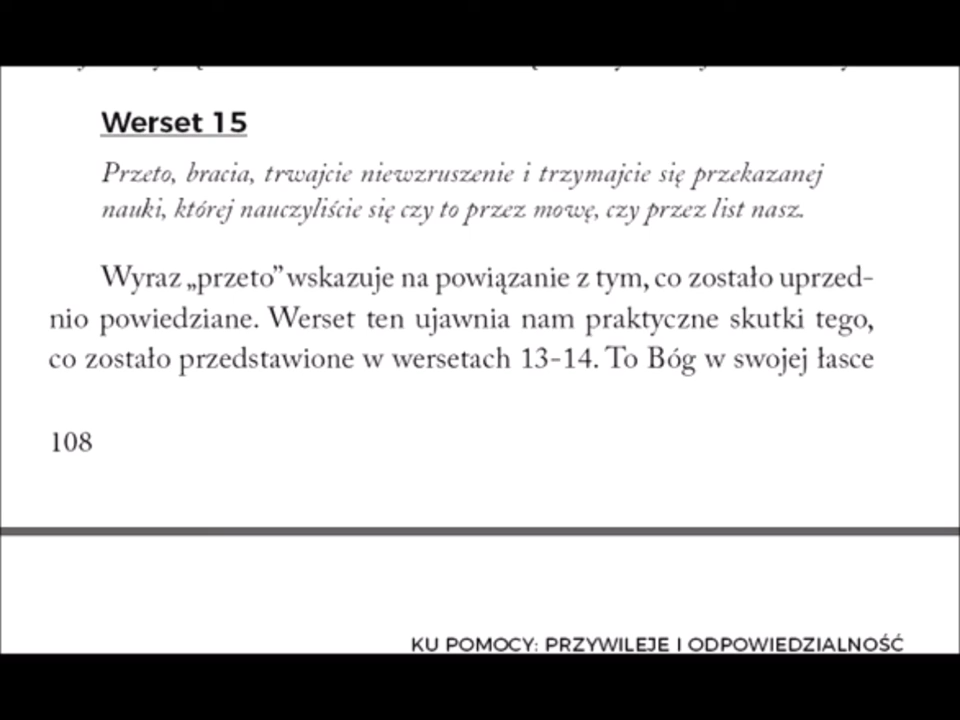 Werset 15
Przeto, bracia, trwajcie niewzruszenie i trzymajcie się przekazanej
nauki, której nauczyliście się czy to przez mowę, czy przez list nasz.
Wyraz „przeto” wskazuje na powiązanie z tym, co zostało uprzed-
nio powiedziane. Werset ten ujawnia nam praktyczne skutki tego,
co zostało przedstawione w wersetach 13-14. To Bóg w swojej łasce
108
KU POMOCY: PRZYWILEJE I ODPOWIEDZIALNOŚĆ